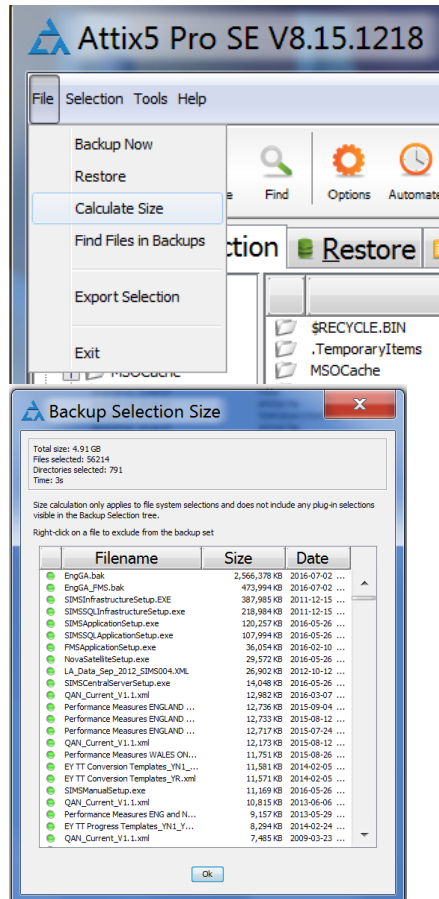 Attix5 Pro SE V8.15.1218
File Selection Tools Help
Backup Now
Restore
Calculate Size
Find Files in Backups
Export Selection
Exit
Find Options Automate
Restore
$RECYCLE.BIN
.TemporaryItems
MSOCache
MSOCache
Backup Selection Size
Total size: 4.91 GB
Files selected: 56214
Directories selected: 791
Time: 3s
Size calculation only applies to file system selections and does not include any plug-in selections
visible in the Backup Selection tree.
Right-click on a file to exclude from the backup set
Filename Size Date
EngGA.bak 2,566,378 KB 2016-07-02 ...
EngGA_FMS.bak 473,994 KB 2016-07-02 ...
SIMSInfrastructureSetup.EXE 387,985 KB 2011-12-15 ...
SIMSSQLInfrastructureSetup.exe 218,984 KB 2011-12-15 ...
SIMSApplicationSetup.exe 120,257 KB 2016-05-26 ...
SIMSSQLApplicationSetup.exe 107,994 KB 2016-05-26 ...
FMSApplicationSetup.exe 36,054 KB 2016-02-10 ...
NovaSatelliteSetup.exe 29,572 KB 2016-05-26 ...
LA_Data_Sep_2012_SIMS004.XML 26,902 KB 2012-10-12 ...
SIMSCentralServerSetup.exe 14,048 KB 2016-05-26 ...
QAN_Current_V1.1.xml 12,982 KB 2016-03-07 ...
Performance Measures ENGLAND ... 12,736 KB 2015-09-04 ...
Performance Measures ENGLAND ... 12,733 KB 2015-08-12 ...
Performance Measures ENGLAND ... 12,717 KB 2015-07-24 ...
QAN_Current_V1.1.xml 12,173 KB 2015-08-12 ...
Performance Measures WALES ON... 11,751 KB 2015-08-26 ...
EY TT Conversion Templates_YN1_... 11,581 KB 2014-02-05 ...
EY TT Conversion Templates_YR.xml 11,571 KB 2014-02-05 ...
SIMSManualSetup.exe 11,169 KB 2016-05-26 ...
QAN_Current_V1.1.xml 10,815 KB 2013-06-06 ...
Performance Measures ENG and N... 9,157 KB 2013-05-29 ...
EY TT Progress Templates_YN1_Y... 8,294 KB 2014-02-24 ...
QAN_Current_V1.1.xml 7,485 KB 2009-03-23 ...
Ok